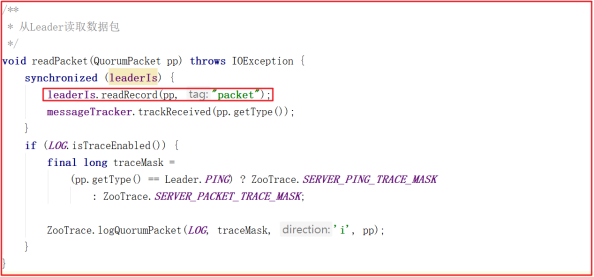 /**
 * 从Leader读取数据包
 */
void readPacket(QuorumPacket pp) throws IOException {
    synchronized (leaderIs) {
        leaderIs.readRecord(pp, tag: "packet");
        messageTracker.trackReceived(pp.getType());
    }
    if (LOG.isTraceEnabled()) {
        final long traceMask =
            (pp.getType() == Leader.PING) ? ZooTrace.SERVER_PING_TRACE_MASK
                : ZooTrace.SERVER_PACKET_TRACE_MASK;
        ZooTrace.logQuorumPacket(LOG, traceMask, direction: 'i', pp);
    }
}